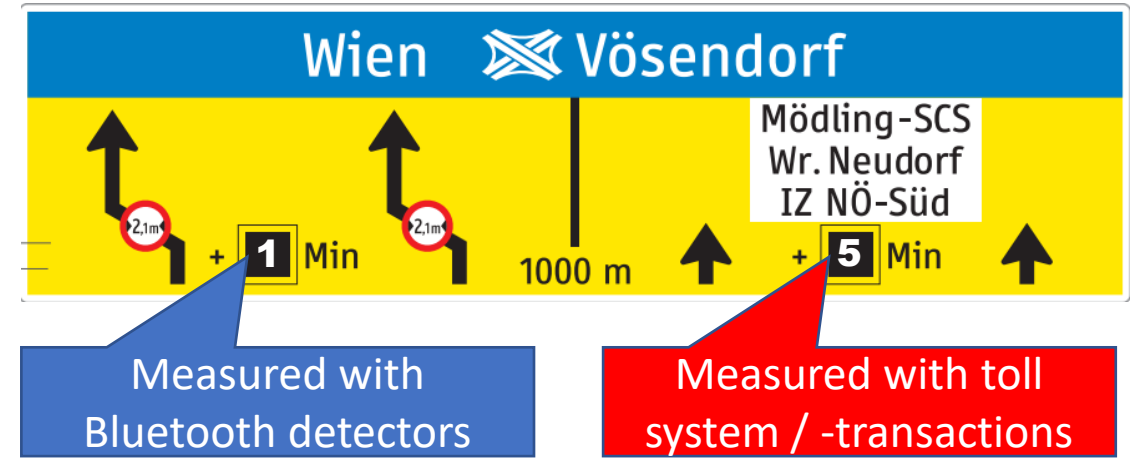 Wien Vösendorf
Mödling-SCS
Wr. Neudorf
IZ NÖ-Süd
2,1m 2,1m
+ 1 Min 1000 m + 5 Min
Measured with
Bluetooth detectors
Measured with toll
system / -transactions